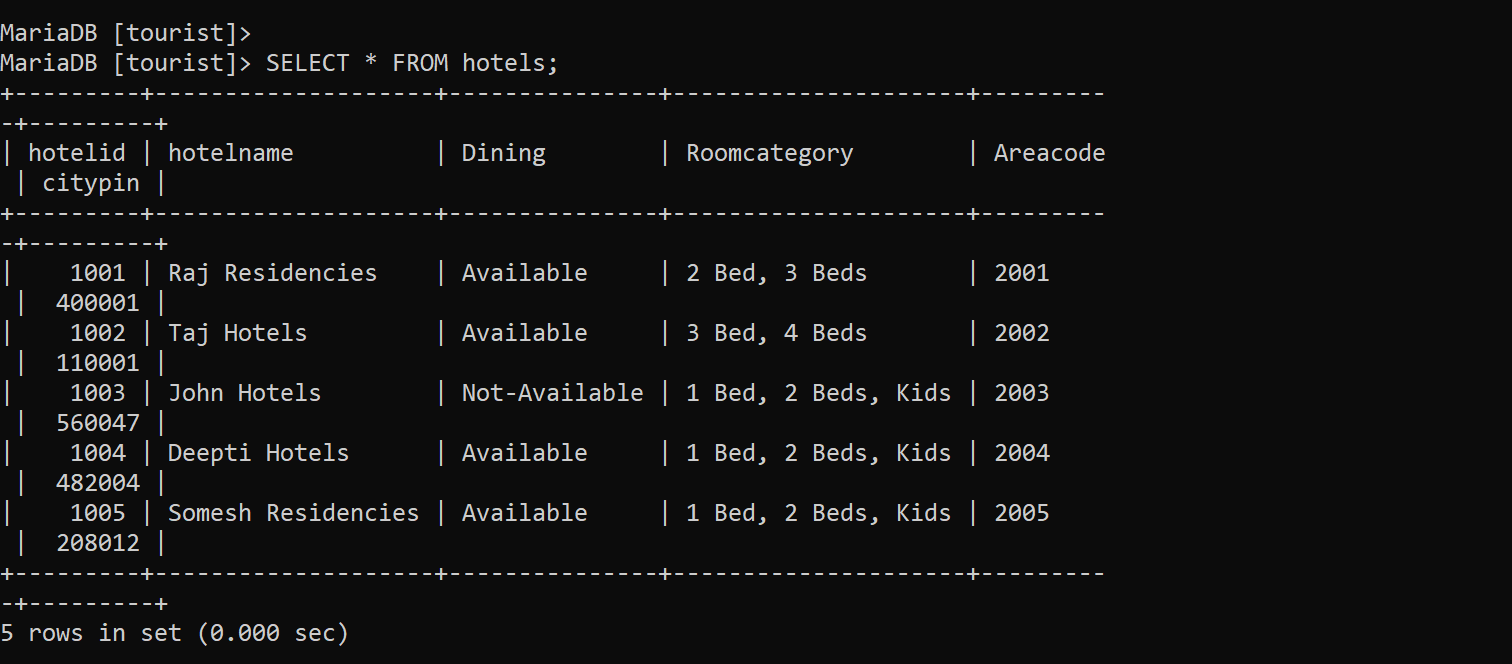 MariaDB [tourist]>
MariaDB [tourist]> SELECT * FROM hotels;
+---------+--------------------+---------------+---------------------+---------
-+---------+
| hotelid | hotelname          | Dining        | Roomcategory        | Areacode
 | citypin |
+---------+--------------------+---------------+---------------------+---------
-+---------+
|    1001 | Raj Residencies    | Available     | 2 Bed, 3 Beds       | 2001
 |  400001 |
|    1002 | Taj Hotels         | Available     | 3 Bed, 4 Beds       | 2002
 |  110001 |
|    1003 | John Hotels        | Not-Available | 1 Bed, 2 Beds, Kids | 2003
 |  560047 |
|    1004 | Deepti Hotels      | Available     | 1 Bed, 2 Beds, Kids | 2004
 |  482004 |
|    1005 | Somesh Residencies | Available     | 1 Bed, 2 Beds, Kids | 2005
 |  208012 |
+---------+--------------------+---------------+---------------------+---------
-+---------+
5 rows in set (0.000 sec)